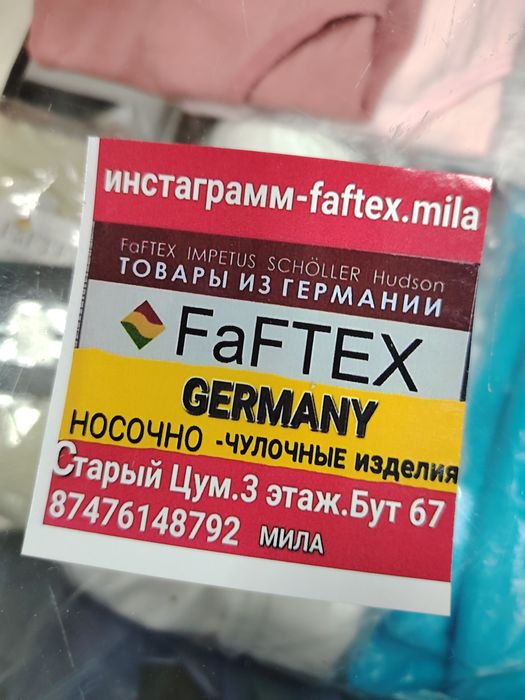 инстаграмм-faftex.mila
FaFTEX IMPETUS SCHÖLLER Hudson
ТОВАРЫ ИЗ ГЕРМАНИИ
FaFTEX
GERMANY
НОСОЧНО -ЧУЛОЧНЫЕ изделия
Старый Цум.3 этаж.Бут 67
87476148792 МИЛА